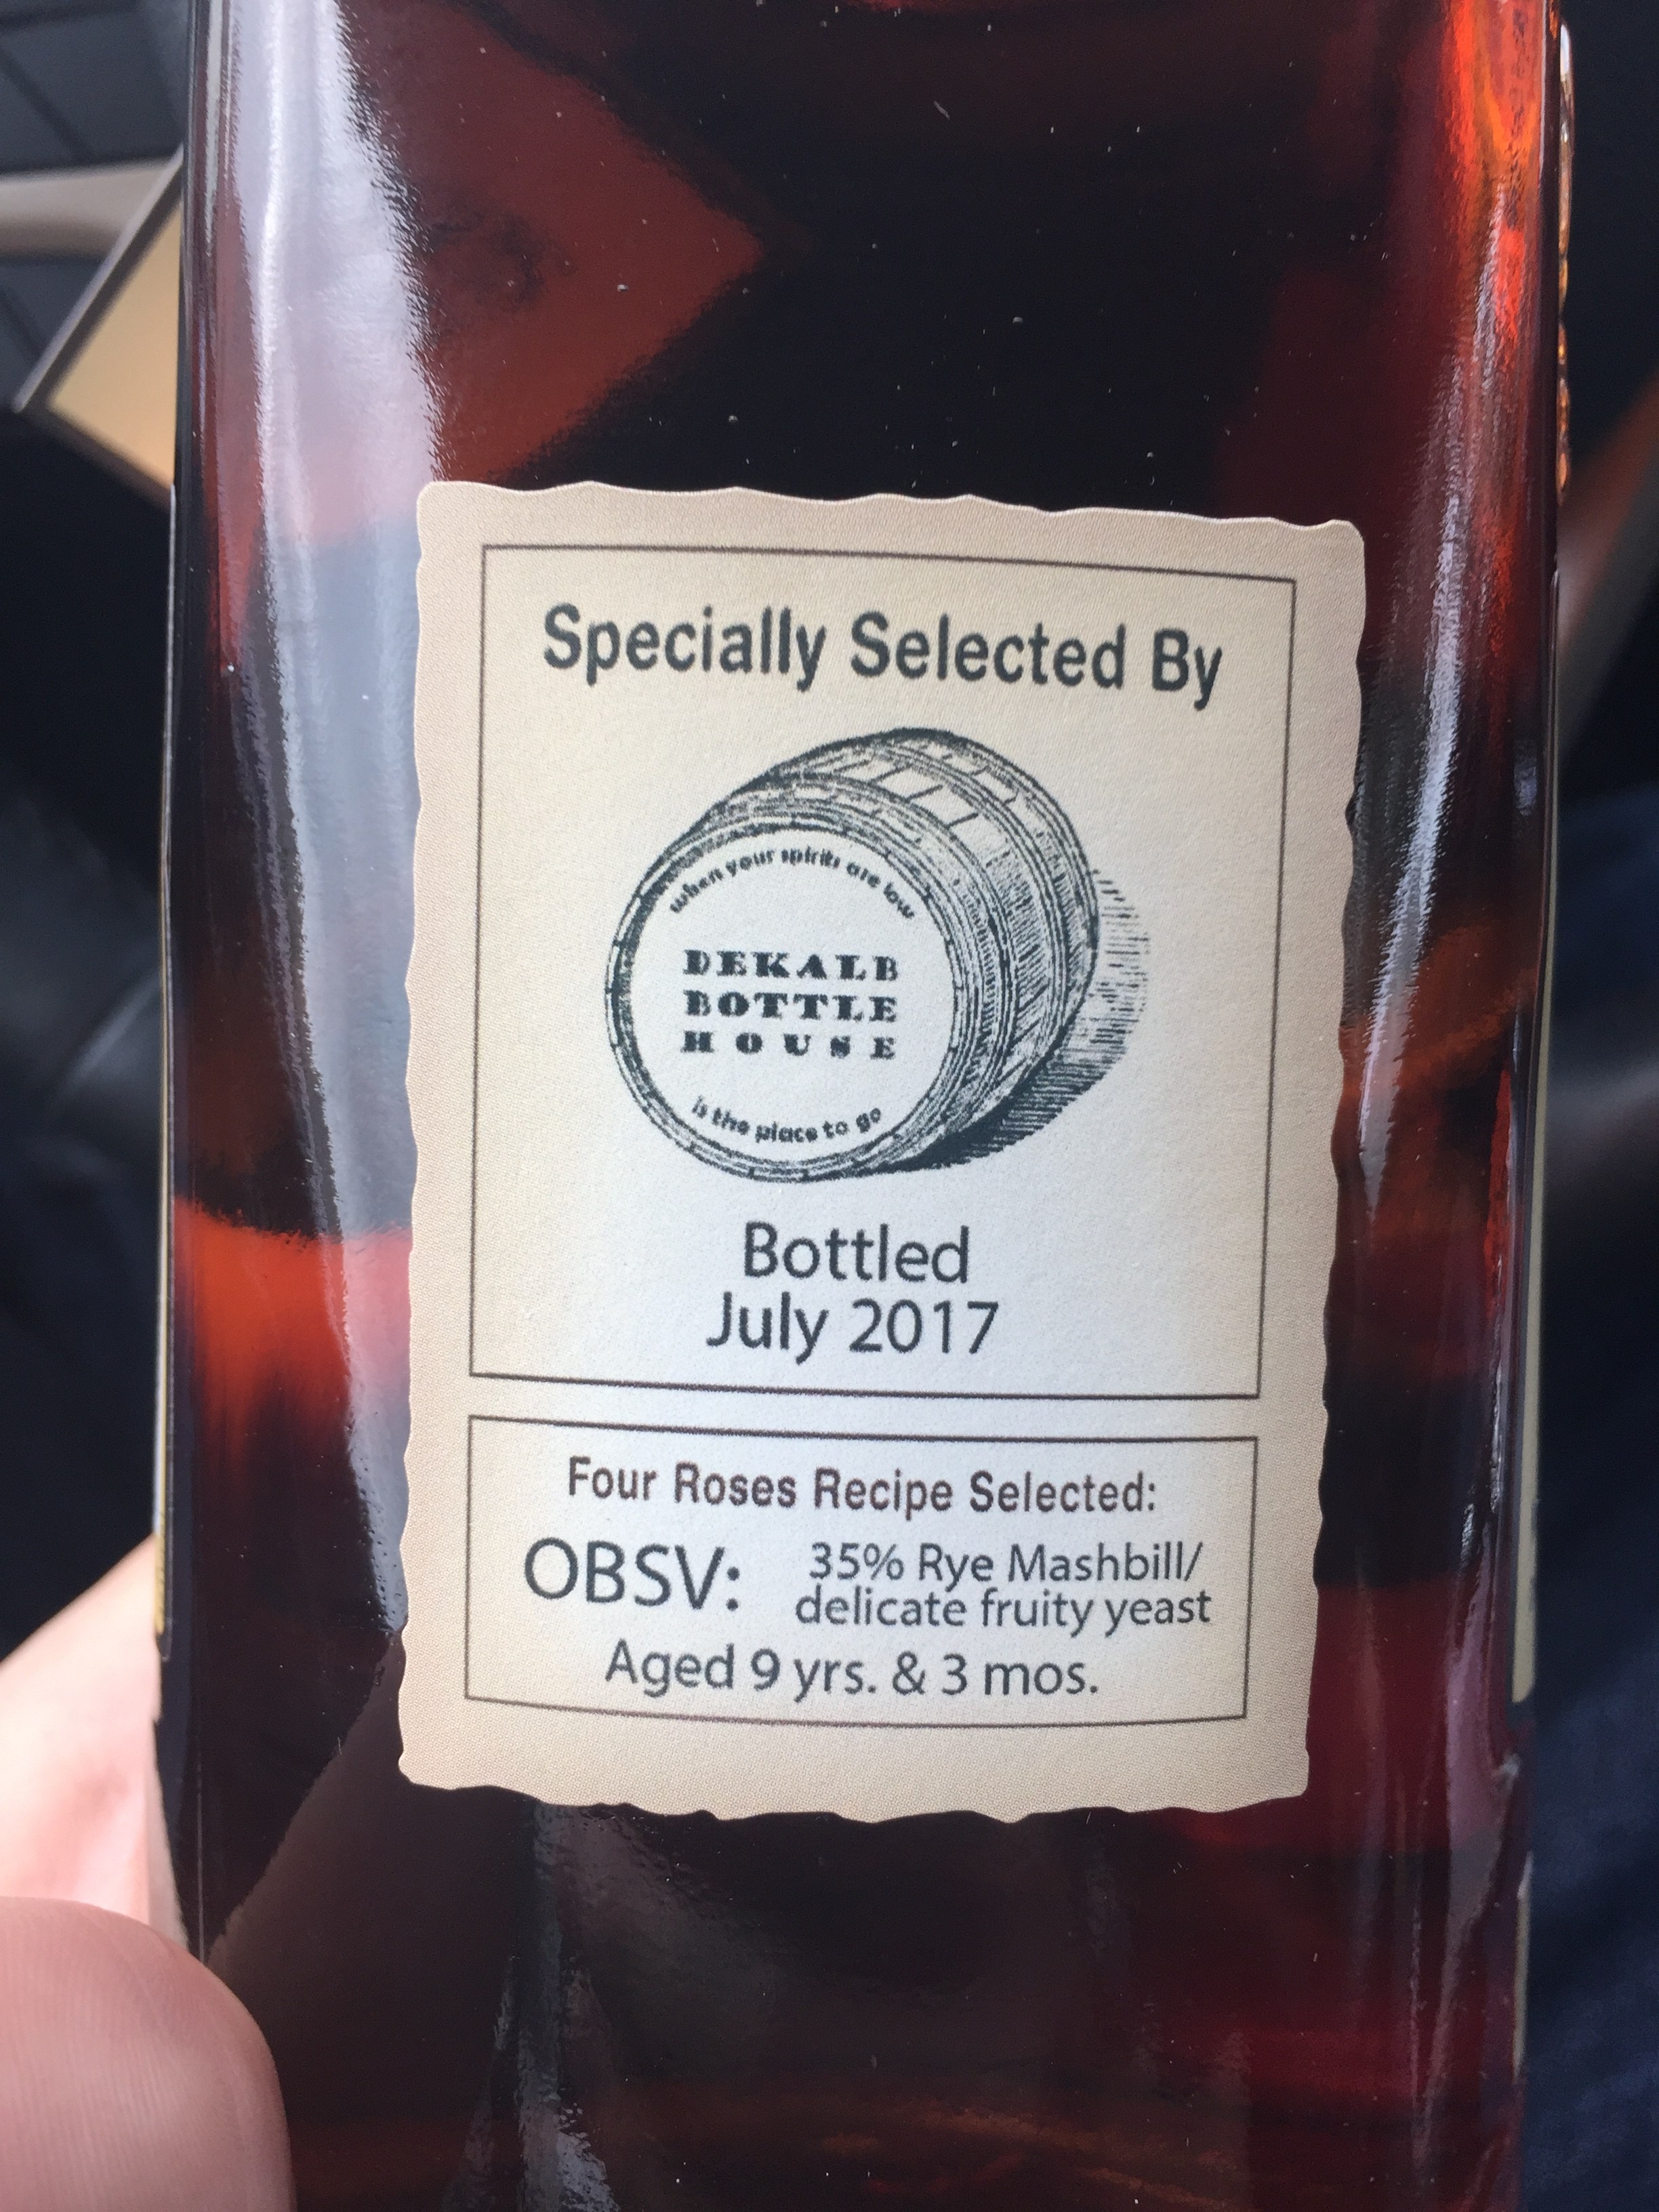 Specially Selected By
when your spirits are low
DEKALB
BOTTLE
HOUSE
is the place to go
Bottled
July 2017
Four Roses Recipe Selected:
OBSV: 35% Rye Mashbill/
delicate fruity yeast
Aged 9 yrs. & 3 mos.